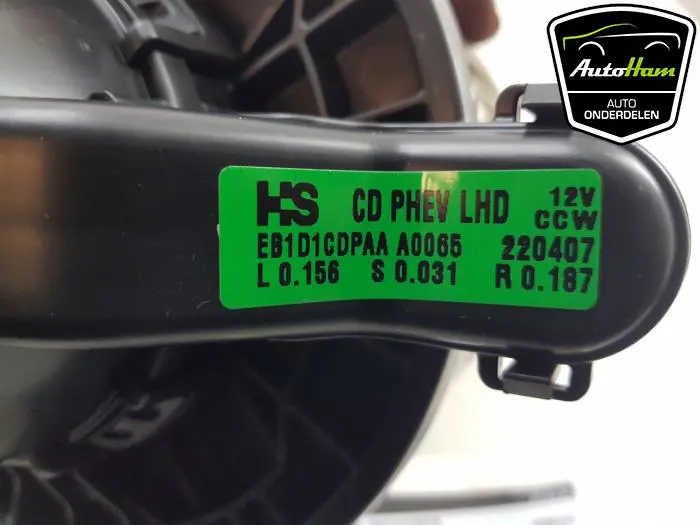 AutoHam
AUTO
ONDERDELEN
HS CD PHEV LHD 12V CCW
EB1D1CDPAA A0065 220407
L 0.156 S 0.031 R 0.187